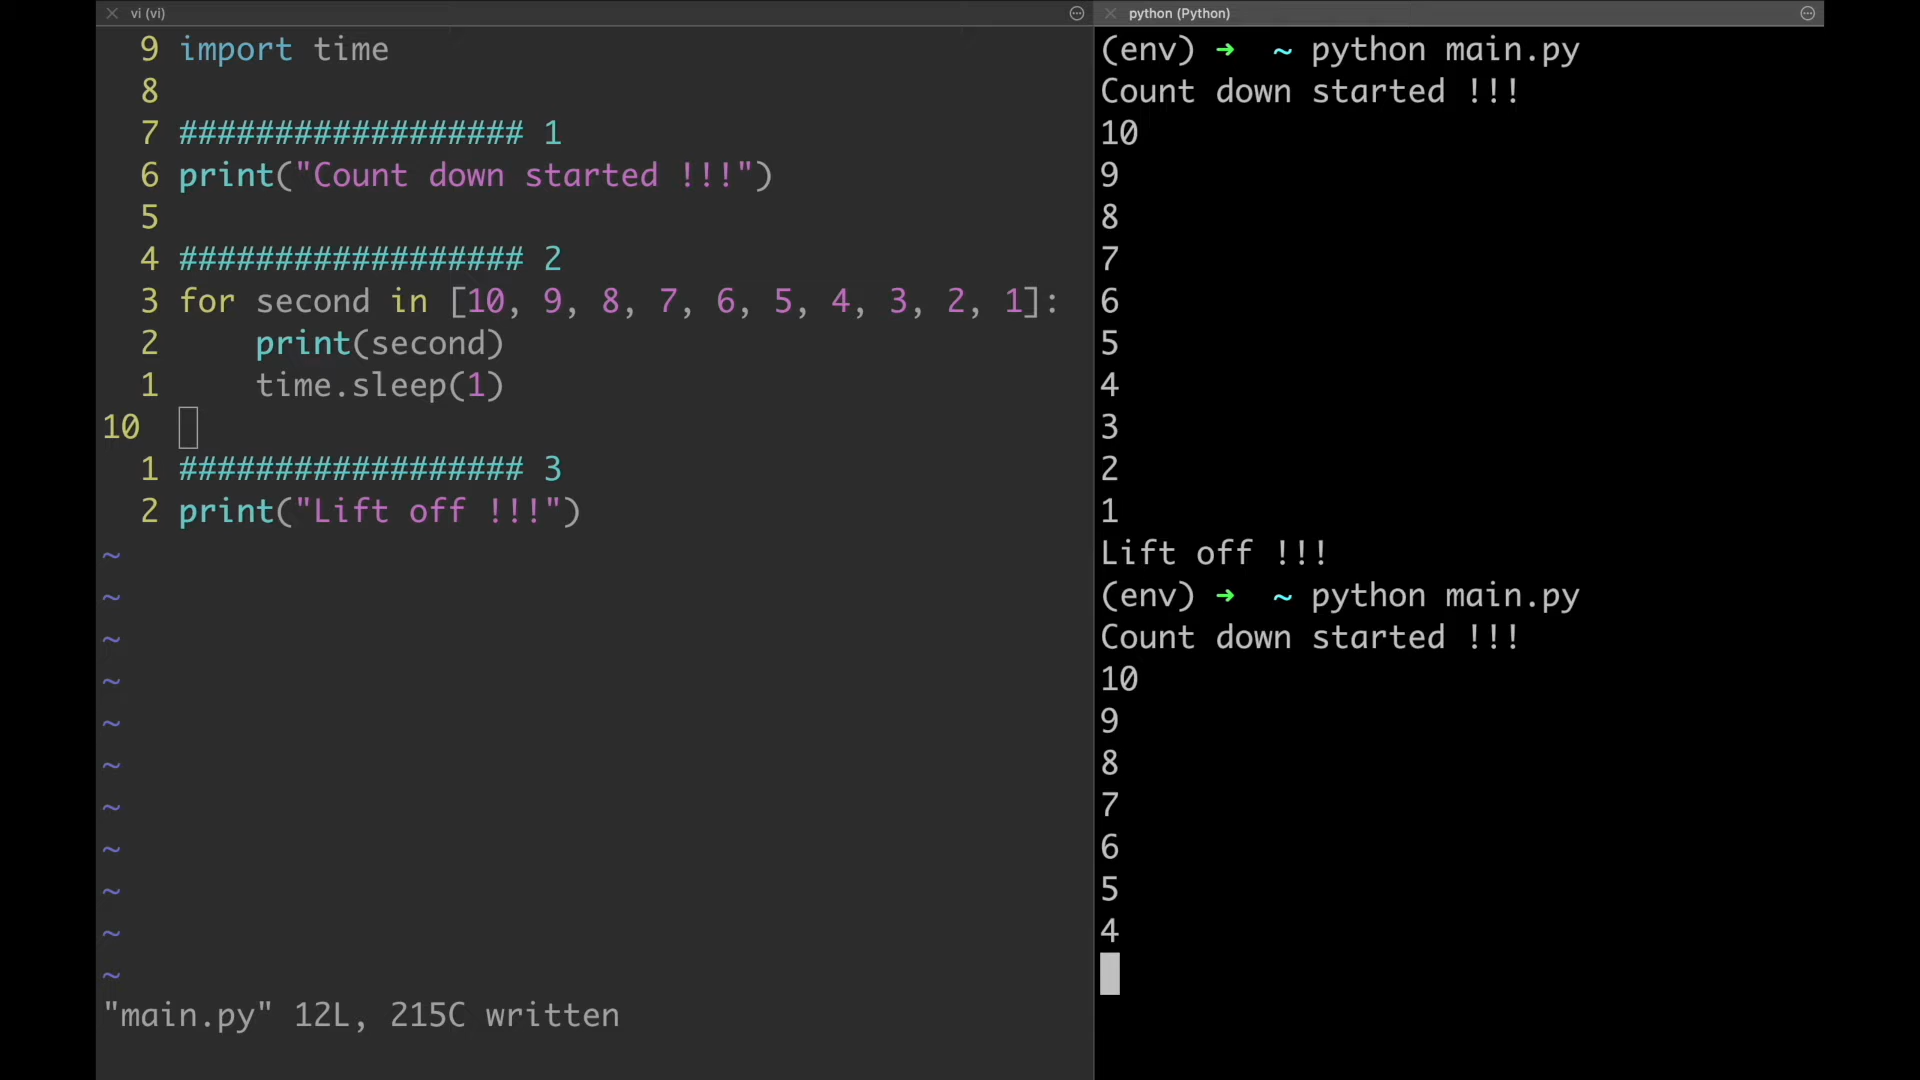 vi (vi)
9 import time
8
7 ################## 1
6 print("Count down started !!!")
5
4 ################## 2
3 for second in [10, 9, 8, 7, 6, 5, 4, 3, 2, 1]:
2     print(second)
1     time.sleep(1)
10
1 ################## 3
2 print("Lift off !!!")
~
~
~
~
~
~
~
~
~
~
~
"main.py" 12L, 215C written
python (Python)
(env) ➜  ~ python main.py
Count down started !!!
10
9
8
7
6
5
4
3
2
1
Lift off !!!
(env) ➜  ~ python main.py
Count down started !!!
10
9
8
7
6
5
4